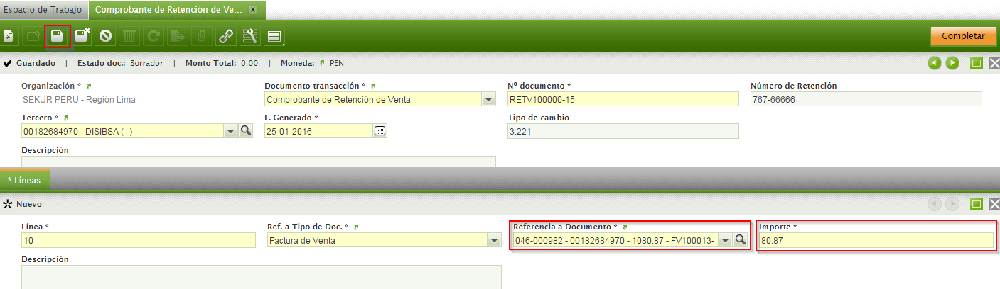 Espacio de Trabajo Comprobante de Retención de Ve... x
Completar
Guardado | Estado doc.: Borrador | Monto Total: 0.00 | Moneda: PEN
Organización * Documento transacción * Nº documento * Número de Retención
SEKUR PERU - Región Lima Comprobante de Retención de Venta RETV100000-15 767-66666
Tercero * F. Generado * Tipo de cambio
00182684970 - DISIBSA (--) 25-01-2016 3.221
Descripción
* Líneas
Nuevo
Línea * Ref. a Tipo de Doc. * Referencia a Documento * Importe *
10 Factura de Venta 046-000982 - 00182684970 - 1080.87 - FV100013-1 80.87
Descripción